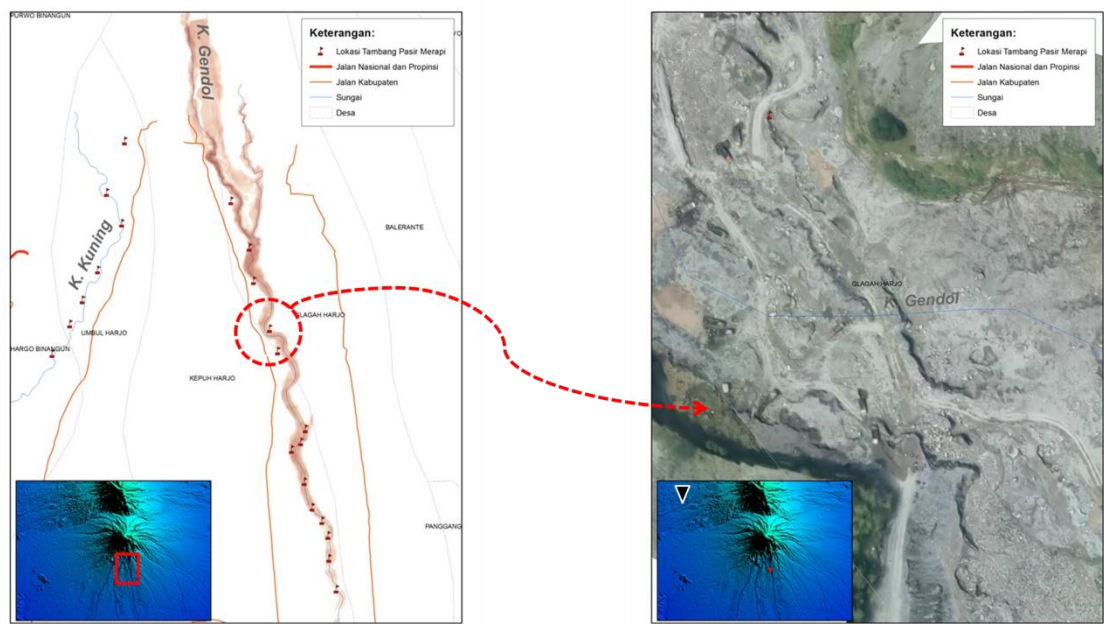 PURWO BINANGUN
K. Gendol
Keterangan:
Lokasi Tambang Pasir Merapi
Jalan Nasional dan Propinsi
Jalan Kabupaten
Sungai
Desa
K. Kuning
BALERANTE
GLAGAH HARJO
UMBUL HARJO
HARGO BINANGUN
KEPUH HARJO
PANGGANG
Keterangan:
Lokasi Tambang Pasir Merapi
Jalan Nasional dan Propinsi
Jalan Kabupaten
Sungai
Desa
GLAGAH HARJO
K. Gendol